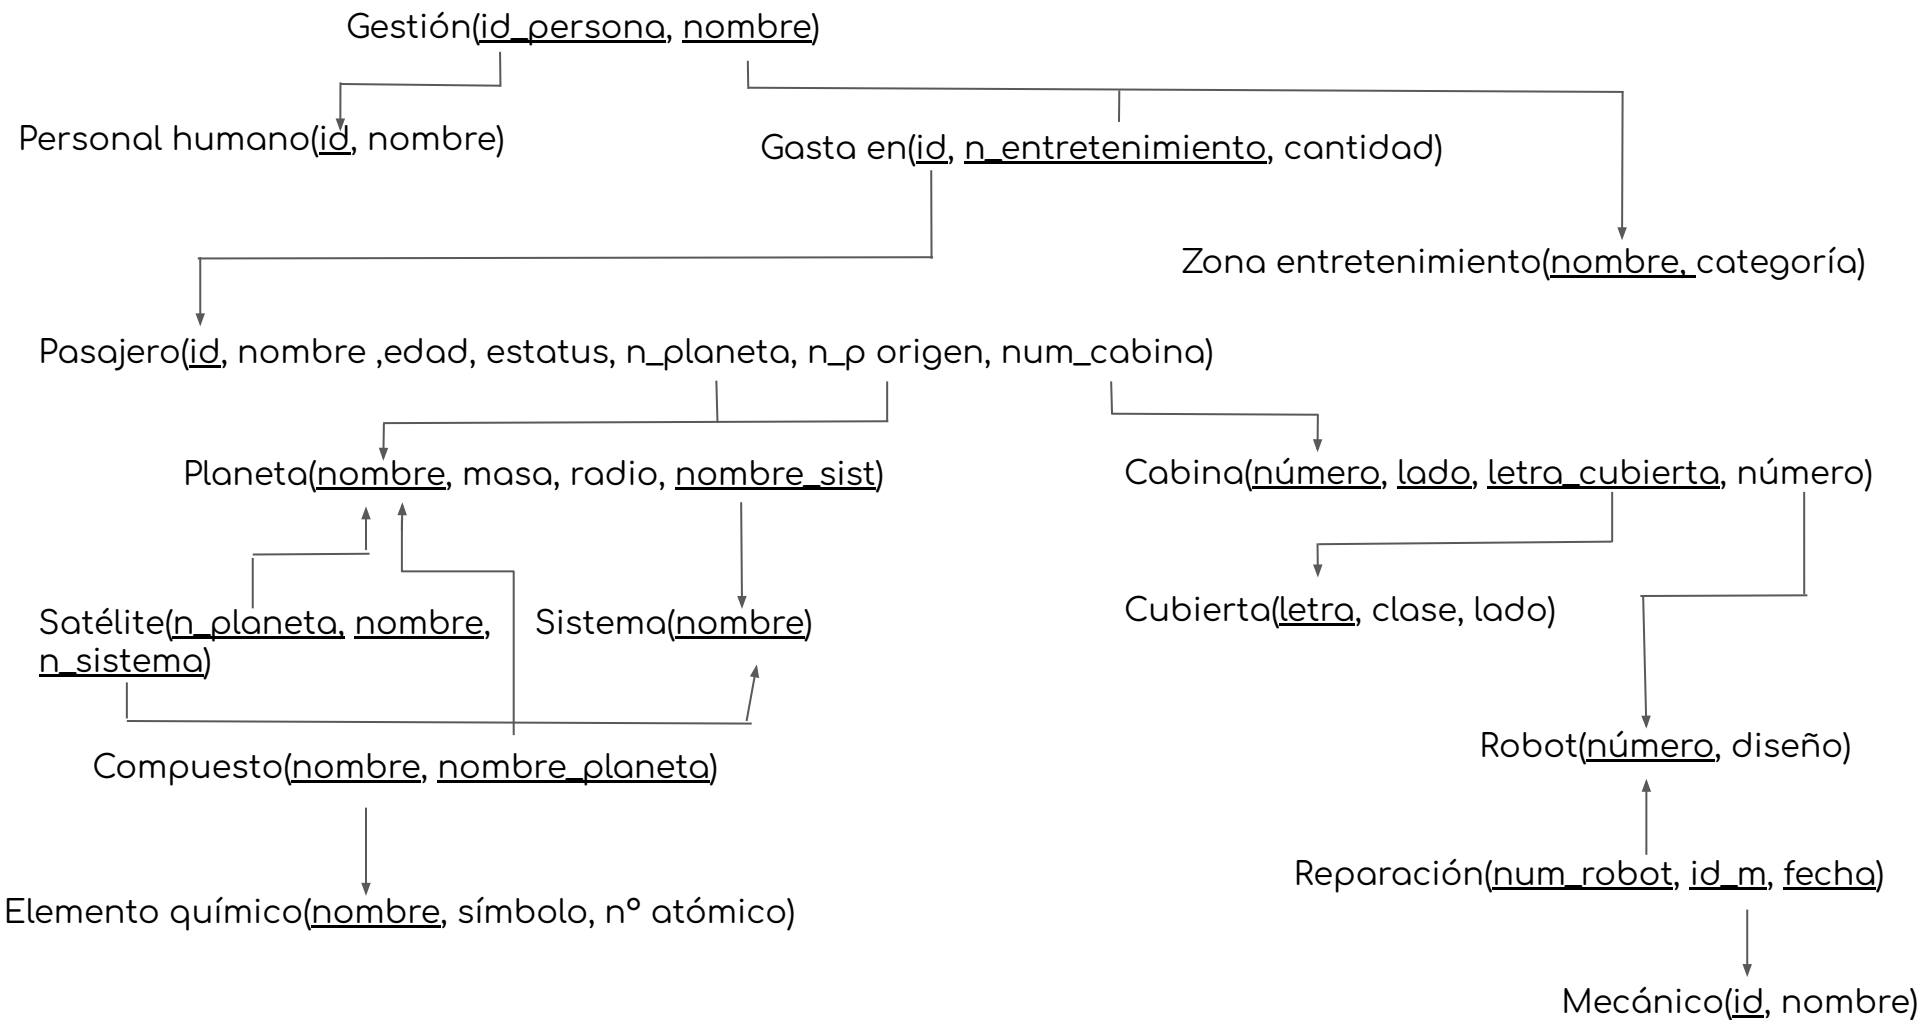 Gestión(id_persona, nombre)
Personal humano(id, nombre)
Gasta en(id, n_entretenimiento, cantidad)
Zona entretenimiento(nombre, categoría)
Pasajero(id, nombre ,edad, estatus, n_planeta, n_p origen, num_cabina)
Planeta(nombre, masa, radio, nombre_sist)
Cabina(número, lado, letra_cubierta, número)
Satélite(n_planeta, nombre,
n_sistema)
Sistema(nombre)
Cubierta(letra, clase, lado)
Robot(número, diseño)
Compuesto(nombre, nombre_planeta)
Reparación(num_robot, id_m, fecha)
Elemento químico(nombre, símbolo, nº atómico)
Mecánico(id, nombre)